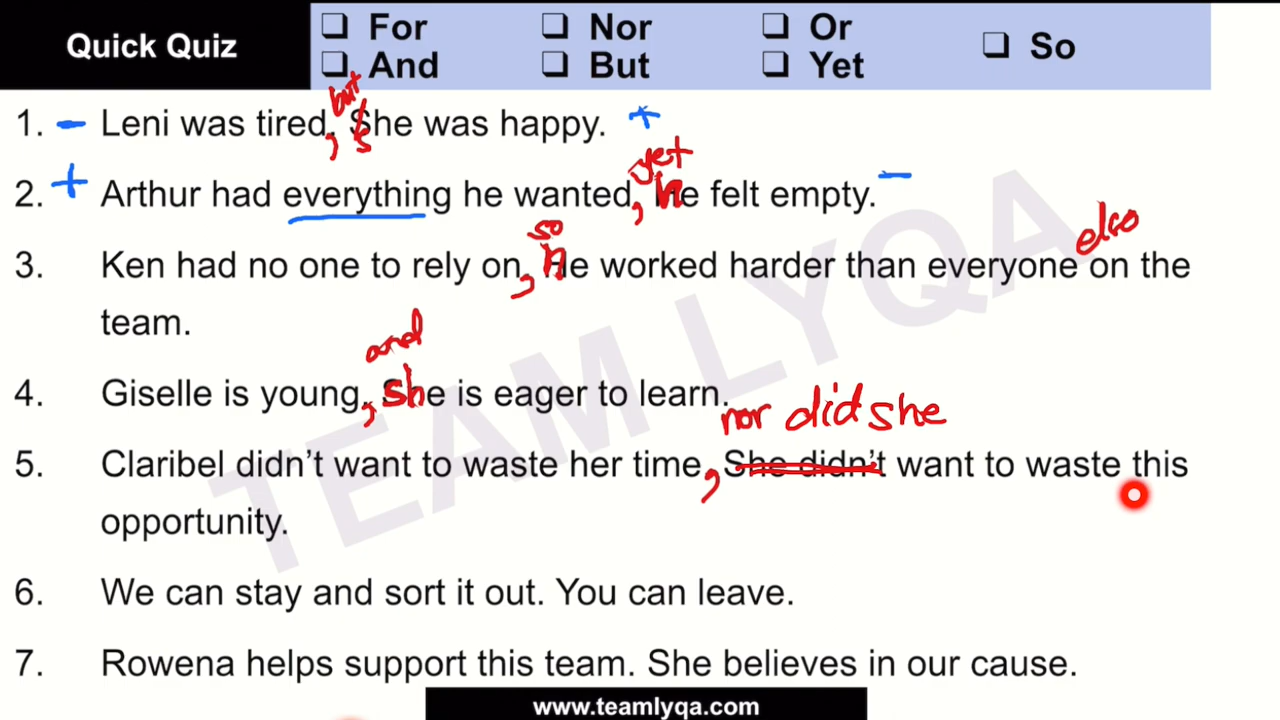 Quick Quiz
❑ For ❑ Nor ❑ Or ❑ So
❑ And ❑ But ❑ Yet
but
1. – Leni was tired, She was happy. +
s
yet
2. + Arthur had everything he wanted, he felt empty. –
so
else
3. Ken had no one to rely on, he worked harder than everyone on the
team.
and
4. Giselle is young, she is eager to learn.
nor did she
5. Claribel didn't want to waste her time, She didn't want to waste this
opportunity.
6. We can stay and sort it out. You can leave.
7. Rowena helps support this team. She believes in our cause.
TEAM LYQA
www.teamlyqa.com